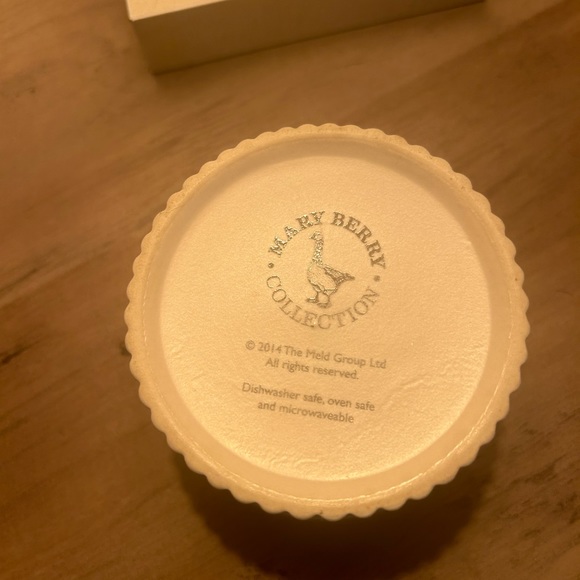 • MARY BERRY •
COLLECTION
© 2014 The Meld Group Ltd
All rights reserved.
Dishwasher safe, oven safe
and microwaveable